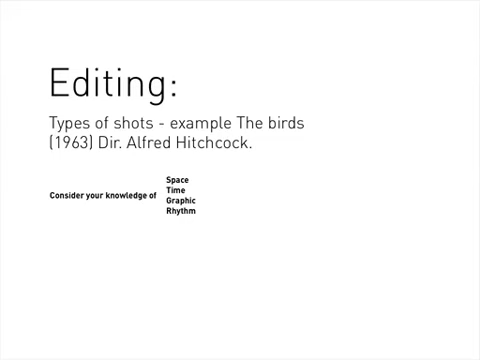 Editing:
Types of shots - example The birds
(1963) Dir. Alfred Hitchcock.
Consider your knowledge of
Space
Time
Graphic
Rhythm